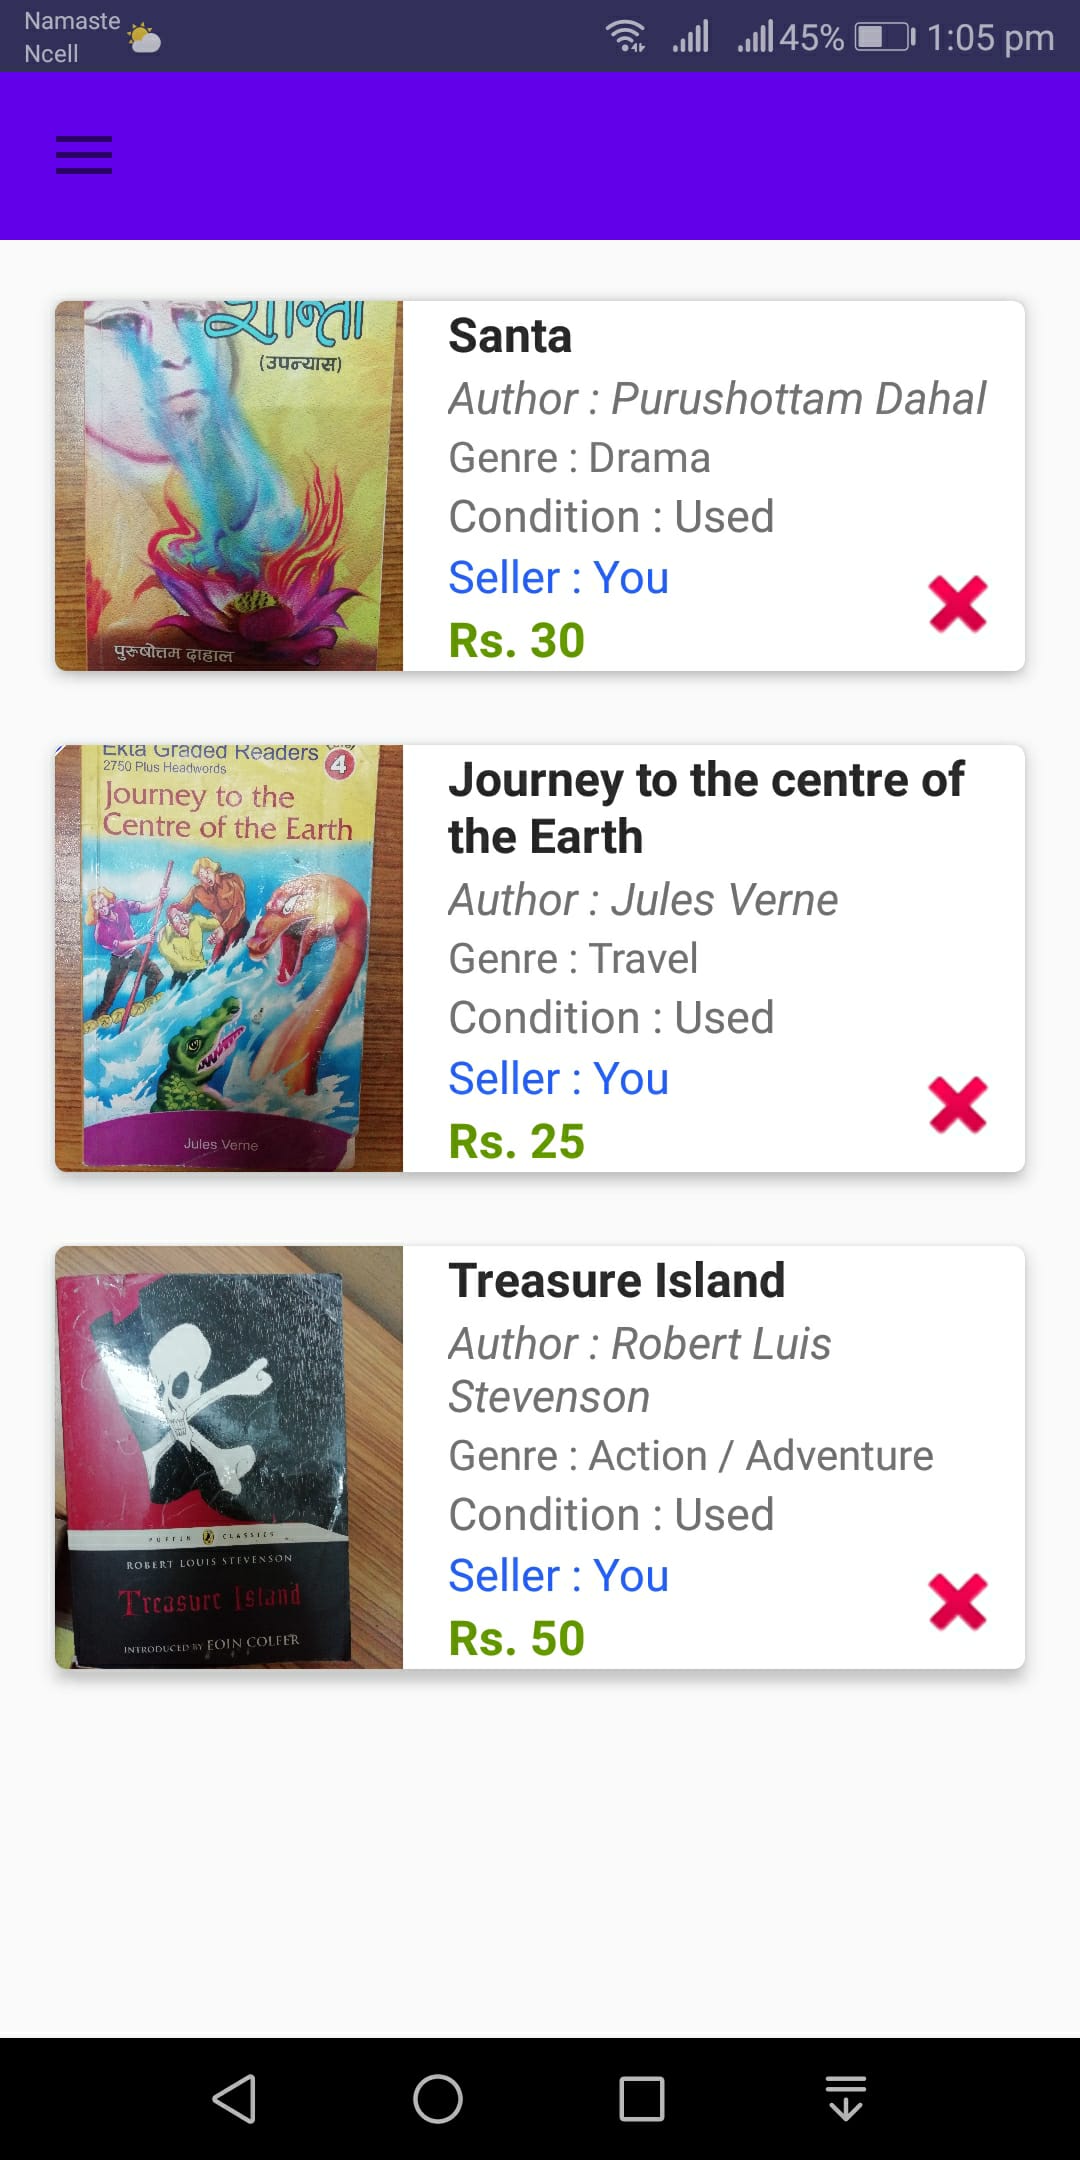 Namaste
Ncell
45%
1:05 pm
शान्ता
(उपन्यास)
पुरूषोत्तम दाहाल
Santa
Author : Purushottam Dahal
Genre : Drama
Condition : Used
Seller : You
Rs. 30
Ekta Graded Readers
2750 Plus Headwords
4
Journey to the
Centre of the Earth
Jules Verne
Journey to the centre of
the Earth
Author : Jules Verne
Genre : Travel
Condition : Used
Seller : You
Rs. 25
PUFFIN CLASSICS
ROBERT LOUIS STEVENSON
Treasure Island
INTRODUCED BY EOIN COLFER
Treasure Island
Author : Robert Luis
Stevenson
Genre : Action / Adventure
Condition : Used
Seller : You
Rs. 50